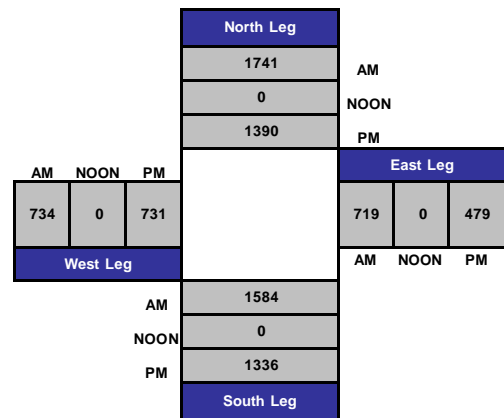 North Leg
1741
AM
0
NOON
1390
PM
AM NOON PM
East Leg
734 0 731
719 0 479
West Leg
AM NOON PM
AM
1584
NOON
0
PM
1336
South Leg